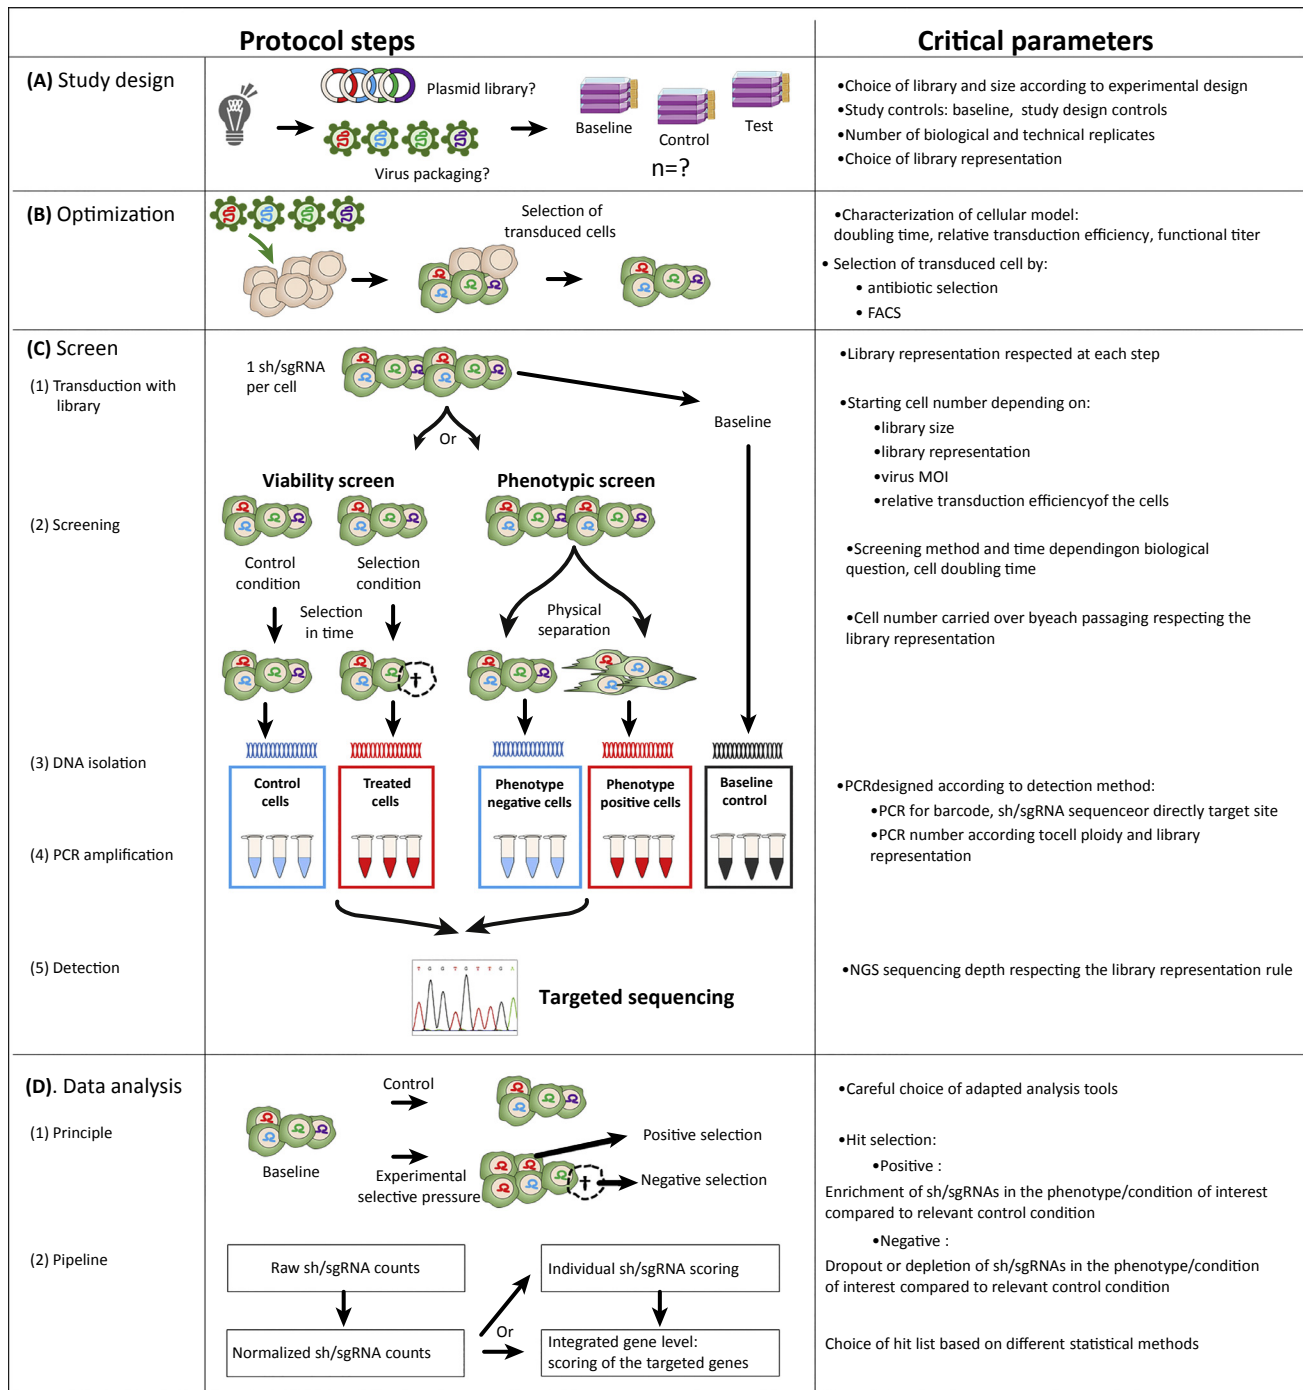 Protocol steps
Critical parameters
(A) Study design
Plasmid library?
Virus packaging?
Baseline
Control
Test
n=?
•Choice of library and size according to experimental design
•Study controls: baseline, study design controls
•Number of biological and technical replicates
•Choice of library representation
(B) Optimization
Selection of
transduced cells
•Characterization of cellular model:
doubling time, relative transduction efficiency, functional titer
• Selection of transduced cell by:
• antibiotic selection
• FACS
(C) Screen
(1) Transduction with
library
1 sh/sgRNA
per cell
Baseline
Or
•Library representation respected at each step
•Starting cell number depending on:
•library size
•library representation
•virus MOI
•relative transduction efficiencyof the cells
Viability screen
Phenotypic screen
(2) Screening
Control
condition
Selection
condition
Selection
in time
Physical
separation
•Screening method and time dependingon biological
question, cell doubling time
•Cell number carried over byeach passaging respecting the
library representation
(3) DNA isolation
Control
cells
Treated
cells
Phenotype
negative cells
Phenotype
positive cells
Baseline
control
(4) PCR amplification
•PCRdesigned according to detection method:
•PCR for barcode, sh/sgRNA sequenceor directly target site
•PCR number according tocell ploidy and library
representation
(5) Detection
T G G T G T T G A
Targeted sequencing
•NGS sequencing depth respecting the library representation rule
(D). Data analysis
(1) Principle
Baseline
Control
Experimental
selective pressure
Positive selection
Negative selection
•Careful choice of adapted analysis tools
•Hit selection:
•Positive :
Enrichment of sh/sgRNAs in the phenotype/condition of interest
compared to relevant control condition
•Negative :
Dropout or depletion of sh/sgRNAs in the phenotype/condition
of interest compared to relevant control condition
(2) Pipeline
Raw sh/sgRNA counts
Individual sh/sgRNA scoring
Or
Normalized sh/sgRNA counts
Integrated gene level:
scoring of the targeted genes
Choice of hit list based on different statistical methods